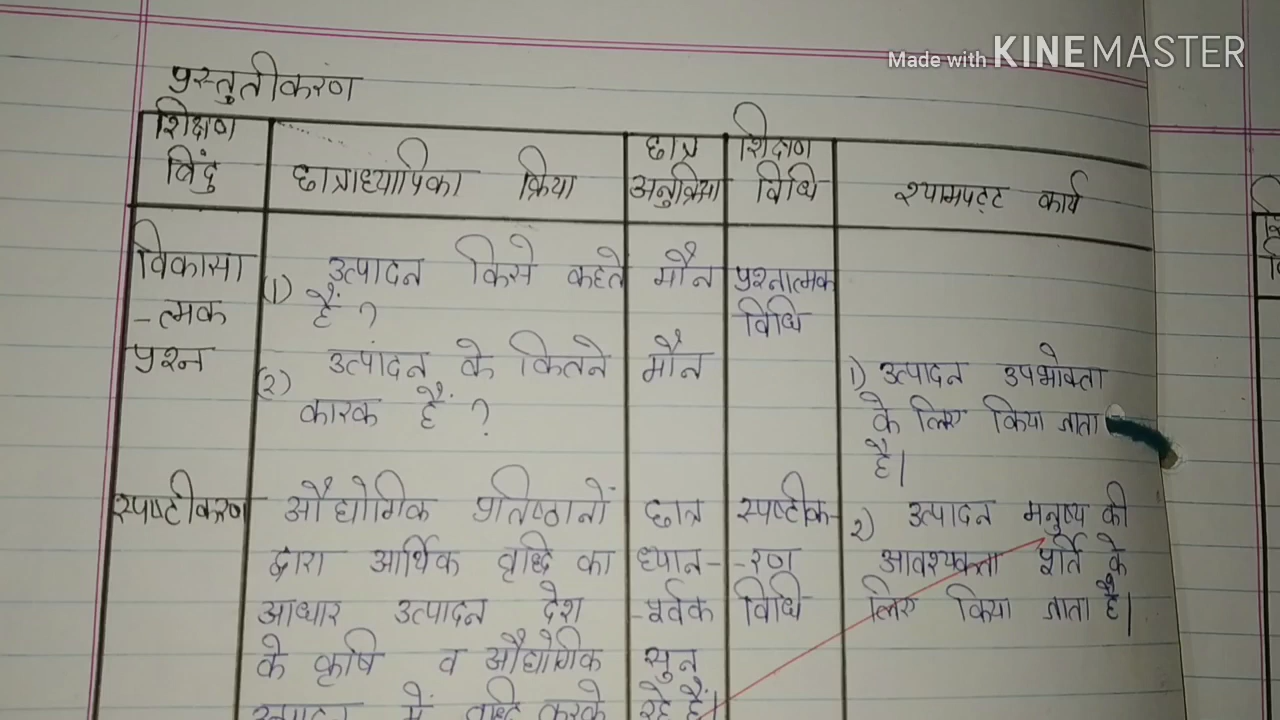 Made with KINEMASTER
प्रस्तुतीकरण
शिक्षण बिंदु
छात्राध्यापिका क्रिया
छात्र अनुक्रिया
शिक्षण विधि
श्यामपट्ट कार्य
विकासा
-त्मक
प्रश्न
(1) उत्पादन किसे कहते
हैं ?
(2) उत्पादन के कितने
कारक हैं ?
मौन
मौन
प्रश्नात्मक
विधि
1) उत्पादन उपभोक्ता
के लिए किया जाता
है।
स्पष्टीकरण
औद्योगिक प्रतिष्ठानों
द्वारा आर्थिक वृद्धि का
आधार उत्पादन देश
के कृषि व औद्योगिक
में वृद्धि करके
छात्र
ध्यान-
-पूर्वक
सुन
रहे हैं।
स्पष्टीक-
-रण
विधि
2) उत्पादन मनुष्य की
आवश्यकता पूर्ति के
लिए किया जाता है।